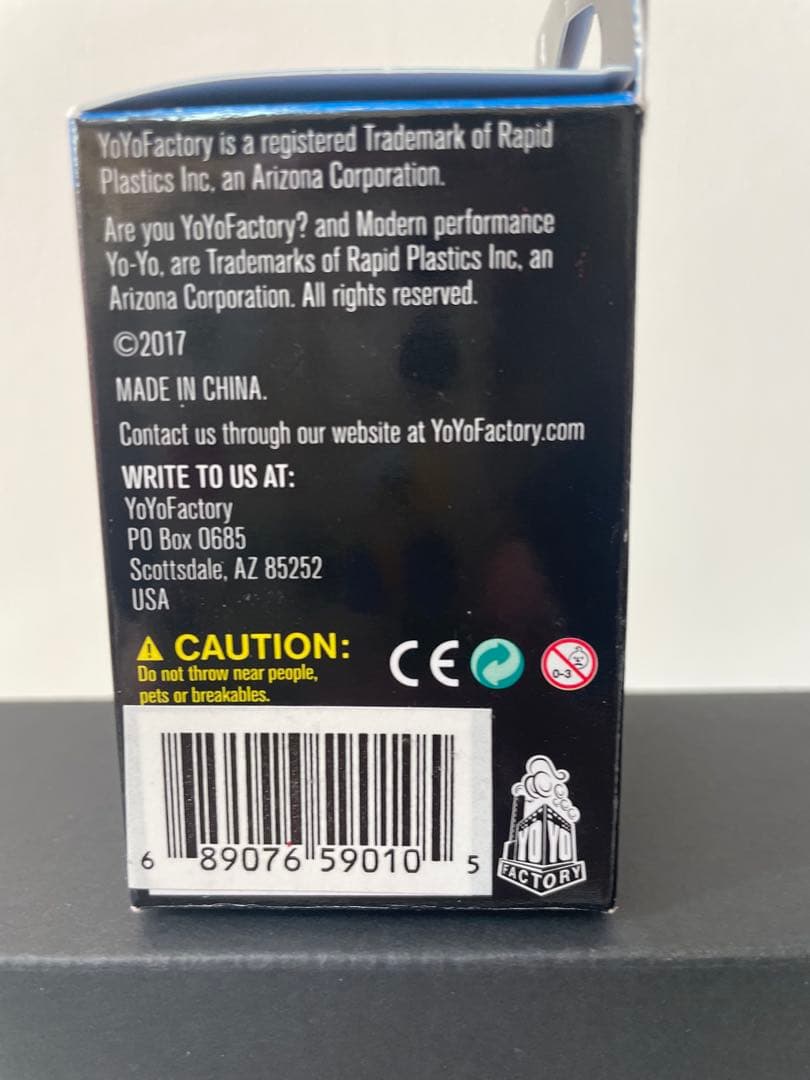 YoYoFactory is a registered Trademark of Rapid
Plastics Inc, an Arizona Corporation.
Are you YoYoFactory? and Modern performance
Yo-Yo, are Trademarks of Rapid Plastics Inc, an
Arizona Corporation. All rights reserved.
©2017
MADE IN CHINA.
Contact us through our website at YoYoFactory.com
WRITE TO US AT:
YoYoFactory
PO Box 0685
Scottsdale, AZ 85252
USA
CAUTION:
Do not throw near people,
pets or breakables.
CE
0-3
6 89076 59010 5
YO YO
FACTORY